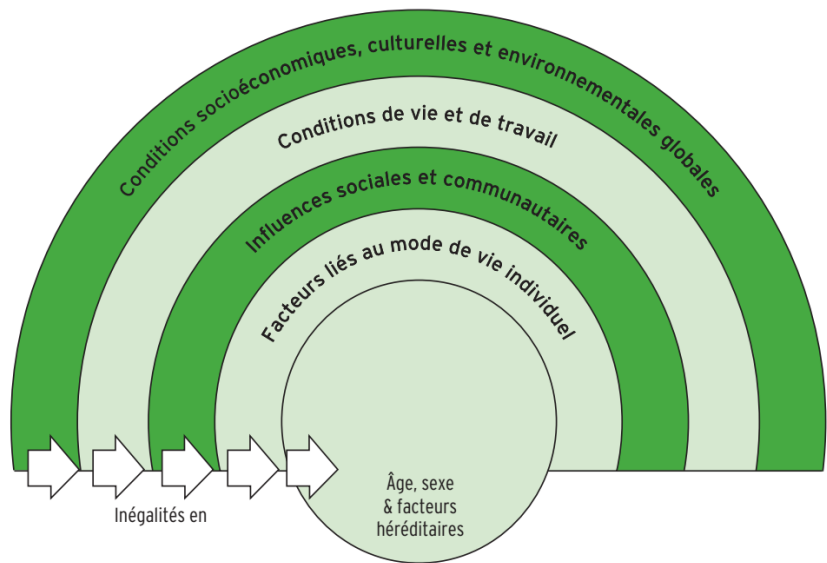 Conditions socioéconomiques, culturelles et environnementales globales
Conditions de vie et de travail
Influences sociales et communautaires
Facteurs liés au mode de vie individuel
Âge, sexe
& facteurs
héréditaires
Inégalités en